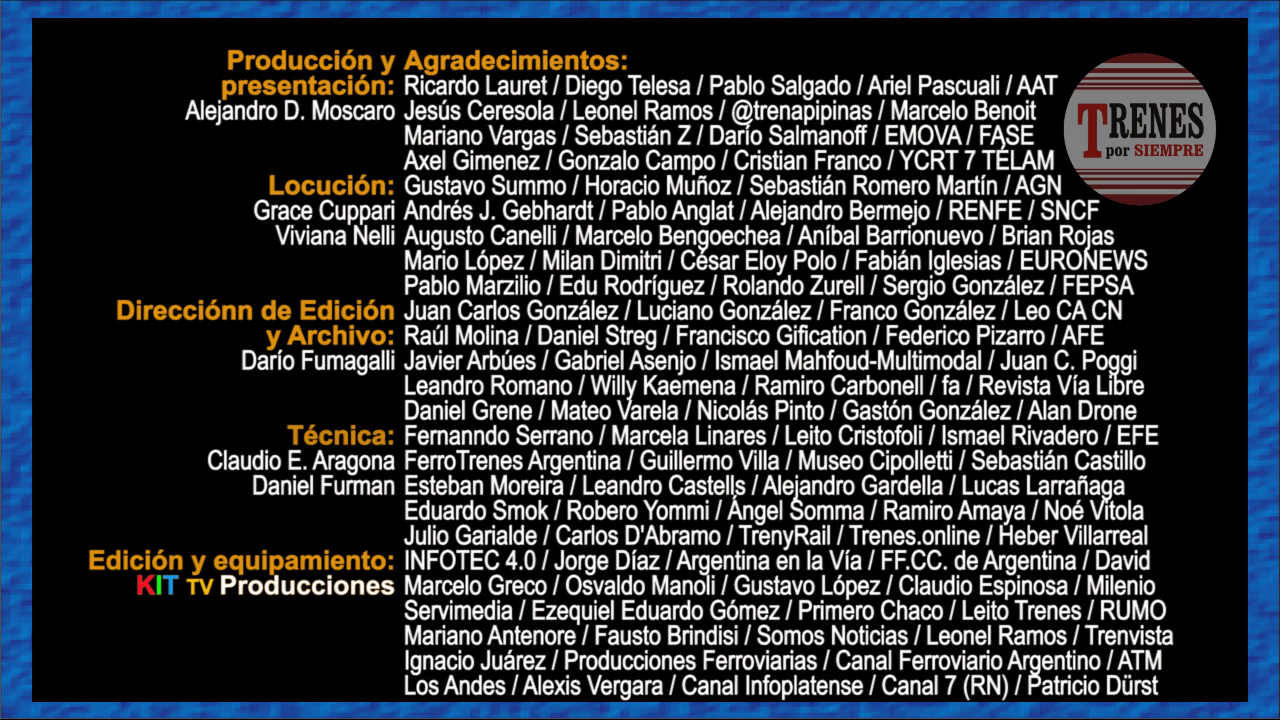 Producción y
presentación:
Alejandro D. Moscaro
Locución:
Grace Cuppari
Viviana Nelli
Direcciónn de Edición
y Archivo:
Darío Fumagalli
Técnica:
Claudio E. Aragona
Daniel Furman
Edición y equipamiento:
KIT TV Producciones
Agradecimientos:
Ricardo Lauret / Diego Telesa / Pablo Salgado / Ariel Pascuali / AAT
Jesús Ceresola / Leonel Ramos / @trenapipinas / Marcelo Benoit
Mariano Vargas / Sebastián Z / Darío Salmanoff / EMOVA / FASE
Axel Gimenez / Gonzalo Campo / Cristian Franco / YCRT 7 TÉLAM
Gustavo Summo / Horacio Muñoz / Sebastián Romero Martín / AGN
Andrés J. Gebhardt / Pablo Anglat / Alejandro Bermejo / RENFE / SNCF
Augusto Canelli / Marcelo Bengoechea / Aníbal Barrionuevo / Brian Rojas
Mario López / Milan Dimitri / César Eloy Polo / Fabián Iglesias / EURONEWS
Pablo Marzilio / Edu Rodríguez / Rolando Zurell / Sergio González / FEPSA
Juan Carlos González / Luciano González / Franco González / Leo CA CN
Raúl Molina / Daniel Streg / Francisco Gification / Federico Pizarro / AFE
Javier Arbúes / Gabriel Asenjo / Ismael Mahfoud-Multimodal / Juan C. Poggi
Leandro Romano / Willy Kaemena / Ramiro Carbonell / fa / Revista Vía Libre
Daniel Grene / Mateo Varela / Nicolás Pinto / Gastón González / Alan Drone
Fernanndo Serrano / Marcela Linares / Leito Cristofoli / Ismael Rivadero / EFE
FerroTrenes Argentina / Guillermo Villa / Museo Cipolletti / Sebastián Castillo
Esteban Moreira / Leandro Castells / Alejandro Gardella / Lucas Larrañaga
Eduardo Smok / Robero Yommi / Ángel Somma / Ramiro Amaya / Noé Vitola
Julio Garialde / Carlos D'Abramo / TrenyRail / Trenes.online / Heber Villarreal
INFOTEC 4.0 / Jorge Díaz / Argentina en la Vía / FF.CC. de Argentina / David
Marcelo Greco / Osvaldo Manoli / Gustavo López / Claudio Espinosa / Milenio
Servimedia / Ezequiel Eduardo Gómez / Primero Chaco / Leito Trenes / RUMO
Mariano Antenore / Fausto Brindisi / Somos Noticias / Leonel Ramos / Trenvista
Ignacio Juárez / Producciones Ferroviarias / Canal Ferroviario Argentino / ATM
Los Andes / Alexis Vergara / Canal Infoplatense / Canal 7 (RN) / Patricio Dürst
TRENES
por SIEMPRE